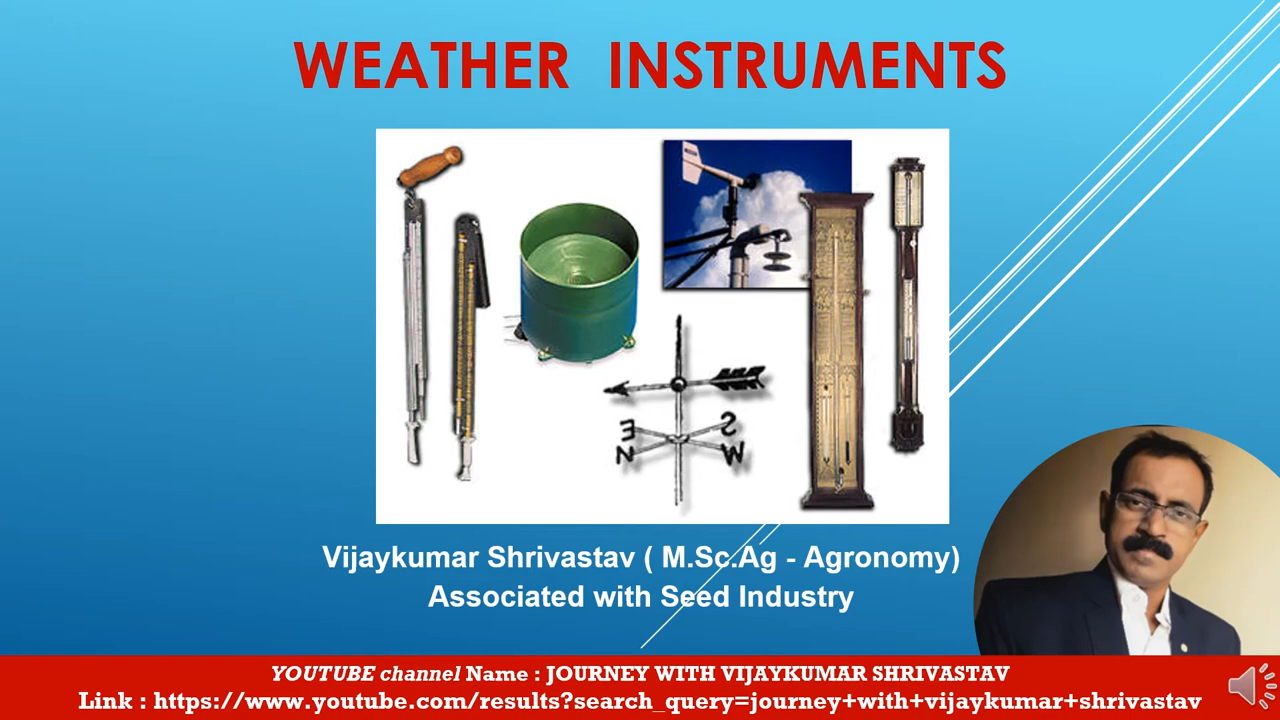 WEATHER INSTRUMENTS
E S
N W
Vijaykumar Shrivastav ( M.Sc.Ag - Agronomy)
Associated with Seed Industry
YOUTUBE channel Name : JOURNEY WITH VIJAYKUMAR SHRIVASTAV
Link : https://www.youtube.com/results?search_query=journey+with+vijaykumar+shrivastav